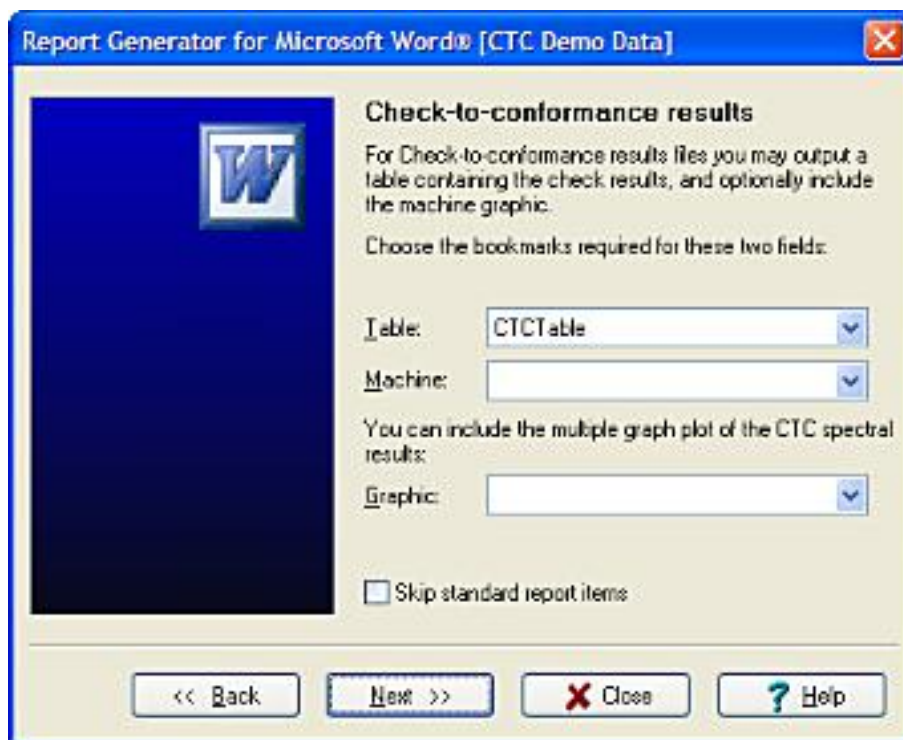 Report Generator for Microsoft Word® [CTC Demo Data]
W
Check-to-conformance results
For Check-to-conformance results files you may output a
table containing the check results, and optionally include
the machine graphic.
Choose the bookmarks required for these two fields:
Table: CTCTable
Machine:
You can include the multiple graph plot of the CTC spectral
results:
Graphic:
Skip standard report items
<< Back Next >> Close ? Help